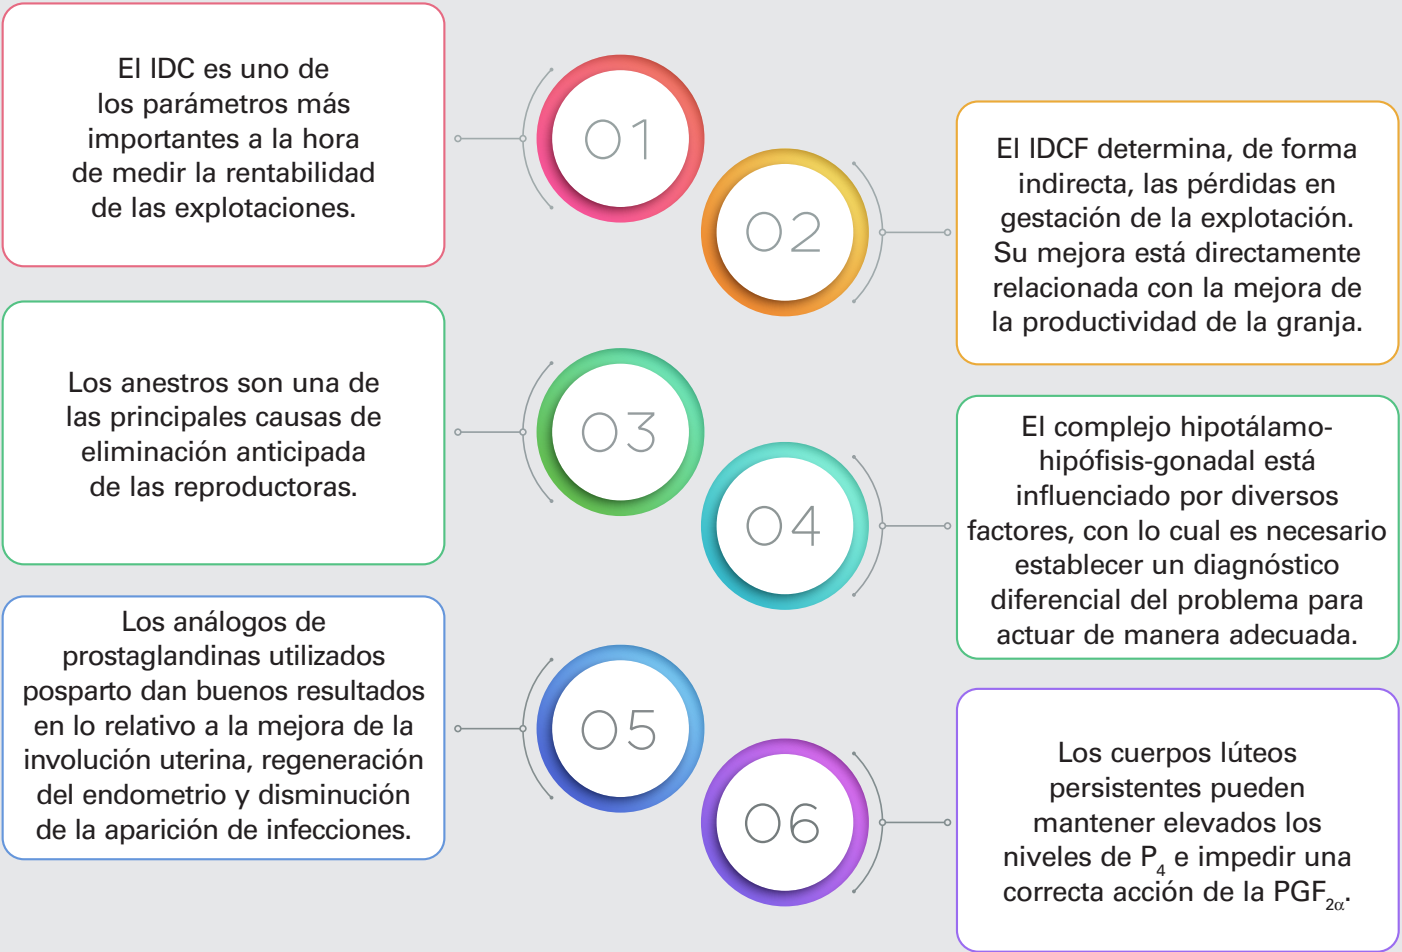 El IDC es uno de
los parámetros más
importantes a la hora
de medir la rentabilidad
de las explotaciones.
01
02
El IDCF determina, de forma
indirecta, las pérdidas en
gestación de la explotación.
Su mejora está directamente
relacionada con la mejora de
la productividad de la granja.
Los anestros son una de
las principales causas de
eliminación anticipada
de las reproductoras.
03
04
El complejo hipotálamo-
hipófisis-gonadal está
influenciado por diversos
factores, con lo cual es necesario
establecer un diagnóstico
diferencial del problema para
actuar de manera adecuada.
Los análogos de
prostaglandinas utilizados
posparto dan buenos resultados
en lo relativo a la mejora de la
involución uterina, regeneración
del endometrio y disminución
de la aparición de infecciones.
05
06
Los cuerpos lúteos
persistentes pueden
mantener elevados los
niveles de P₄ e impedir una
correcta acción de la PGF₂α.